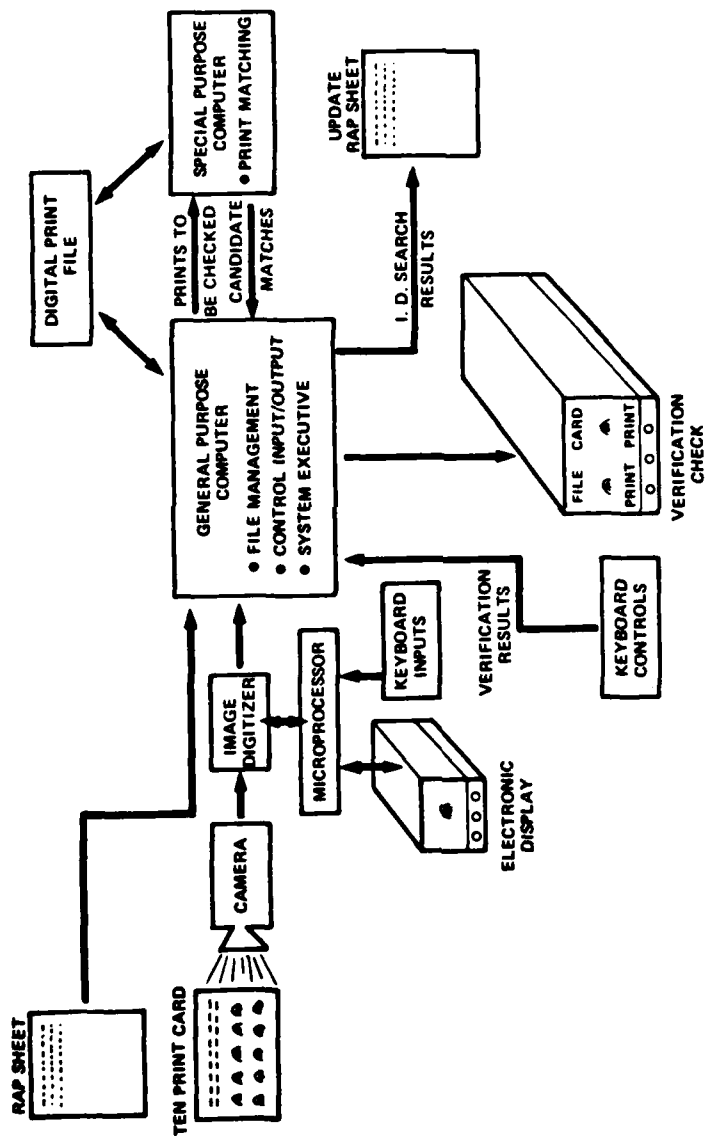 RAP SHEET
TEN PRINT CARD
CAMERA
IMAGE
DIGITIZER
MICROPROCESSOR
KEYBOARD
INPUTS
ELECTRONIC
DISPLAY
DIGITAL PRINT
FILE
GENERAL PURPOSE
COMPUTER
● FILE MANAGEMENT
● CONTROL INPUT/OUTPUT
● SYSTEM EXECUTIVE
PRINTS TO
BE CHECKED
CANDIDATE
MATCHES
SPECIAL PURPOSE
COMPUTER
● PRINT MATCHING
I. D. SEARCH
RESULTS
UPDATE
RAP SHEET
VERIFICATION
RESULTS
KEYBOARD
CONTROLS
FILE CARD
PRINT PRINT
VERIFICATION
CHECK